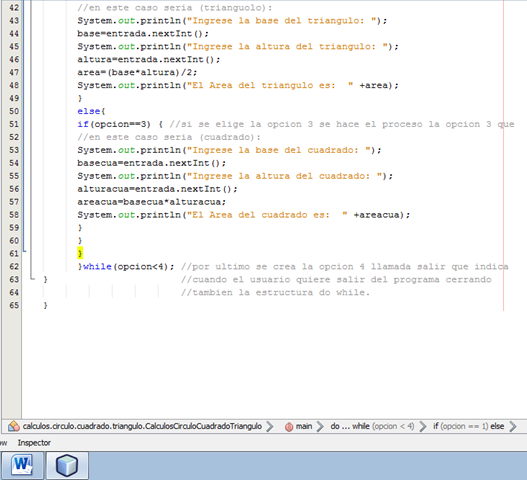 42 //en este caso seria (trianguolo):
43 System.out.println("Ingrese la base del triangulo: ");
44 base=entrada.nextInt();
45 System.out.println("Ingrese la altura del triangulo: ");
46 altura=entrada.nextInt();
47 area=(base*altura)/2;
48 System.out.println("El Area del triangulo es:  " +area);
49 }
50 else{
51 if(opcion==3) { //si se elige la opcion 3 se hace el proceso la opcion 3 que
52 //en este caso seria (cuadrado):
53 System.out.println("Ingrese la base del cuadrado: ");
54 basecua=entrada.nextInt();
55 System.out.println("Ingrese la altura del cuadrado: ");
56 alturacua=entrada.nextInt();
57 areacua=basecua*alturacua;
58 System.out.println("El Area del cuadrado es:  " +areacua);
59 }
60 }
61 }
62 }while(opcion<4); //por ultimo se crea la opcion 4 llamada salir que indica
63 } //cuando el usuario quiere salir del programa cerrando
64 //tambien la estructura do while.
65 }
calculos.circulo.cuadrado.triangulo.CalculosCirculoCuadradoTriangulo main do ... while (opcion < 4) if (opcion == 1) else
ow Inspector
W